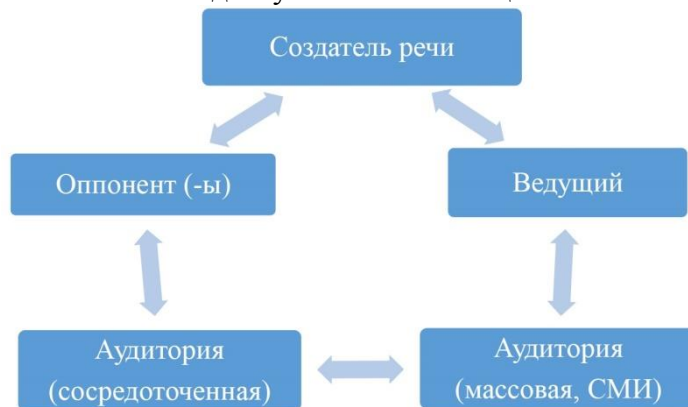 Создатель речи
Оппонент (-ы)
Ведущий
Аудитория
(сосредоточенная)
Аудитория
(массовая, СМИ)